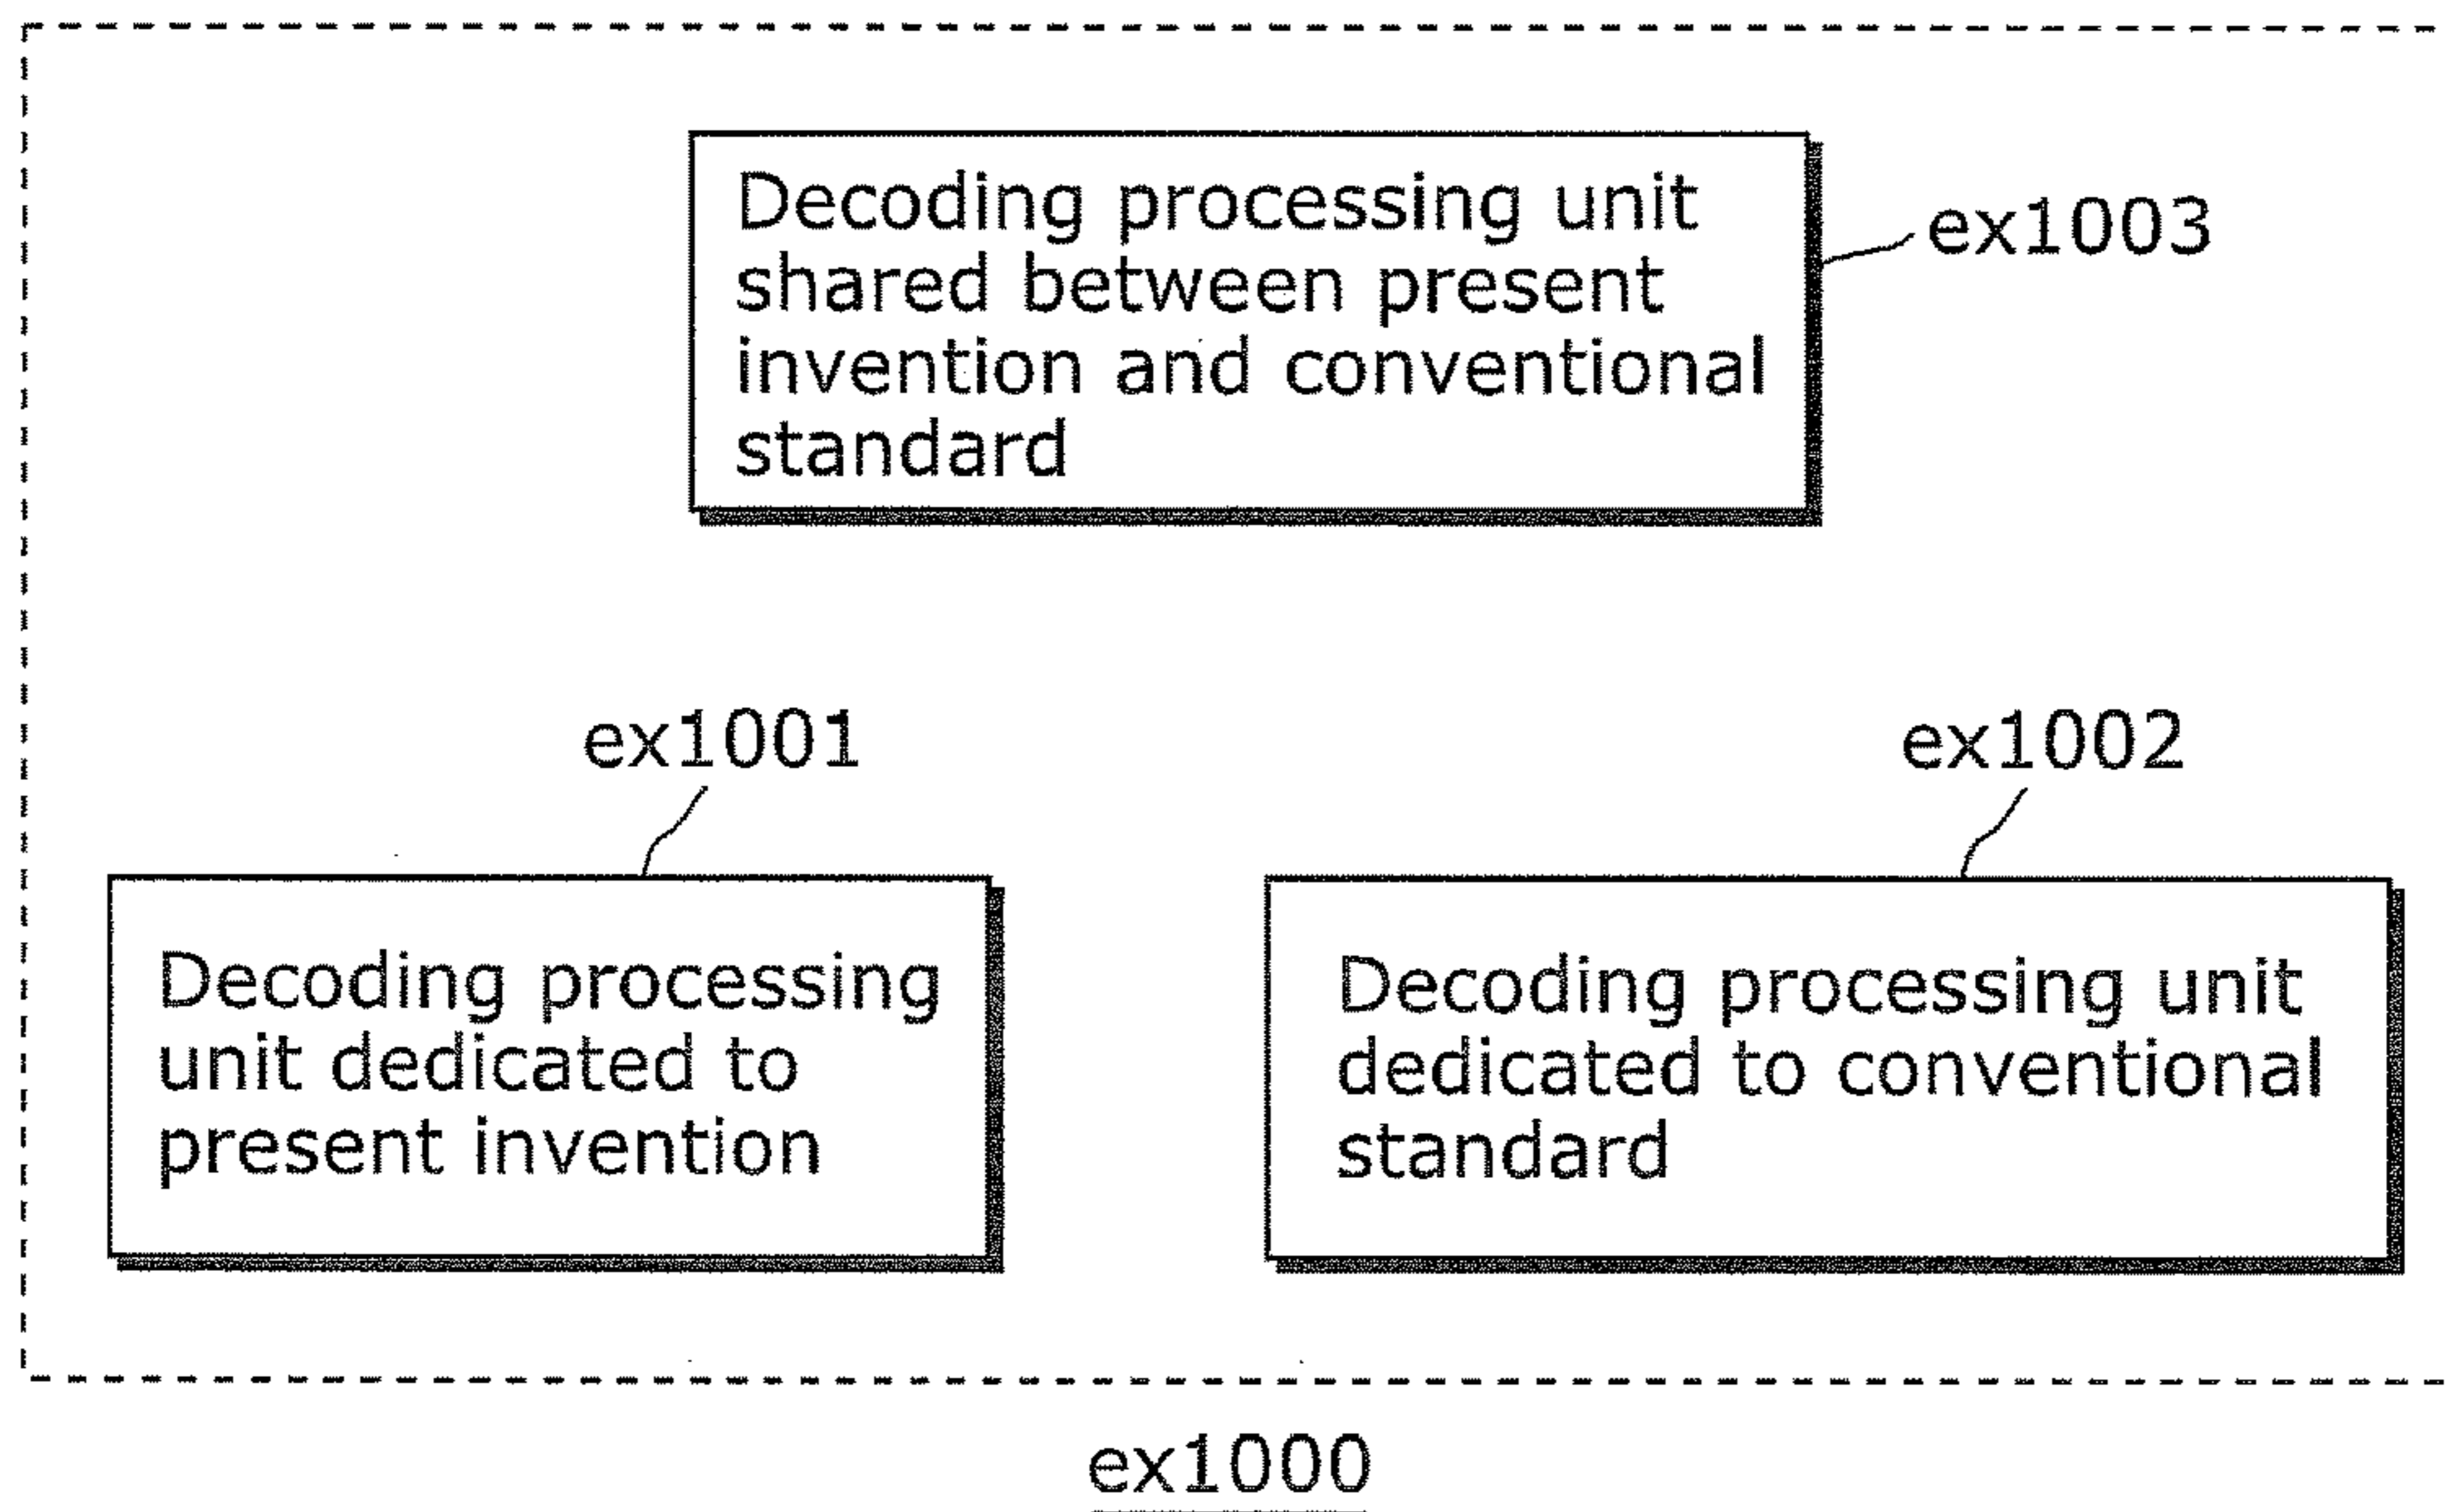 Decoding processing unit
shared between present
invention and conventional
standard
ex1003
ex1001
ex1002
Decoding processing
unit dedicated to
present invention
Decoding processing unit
dedicated to conventional
standard
ex1000